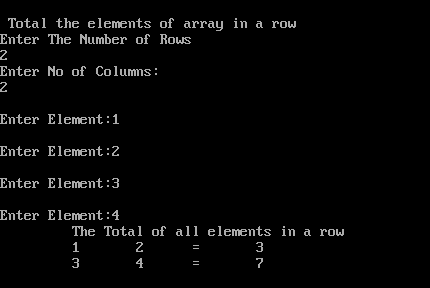 Total the elements of array in a row
Enter The Number of Rows
2
Enter No of Columns:
2
Enter Element:1
Enter Element:2
Enter Element:3
Enter Element:4
The Total of all elements in a row
1 2 = 3
3 4 = 7